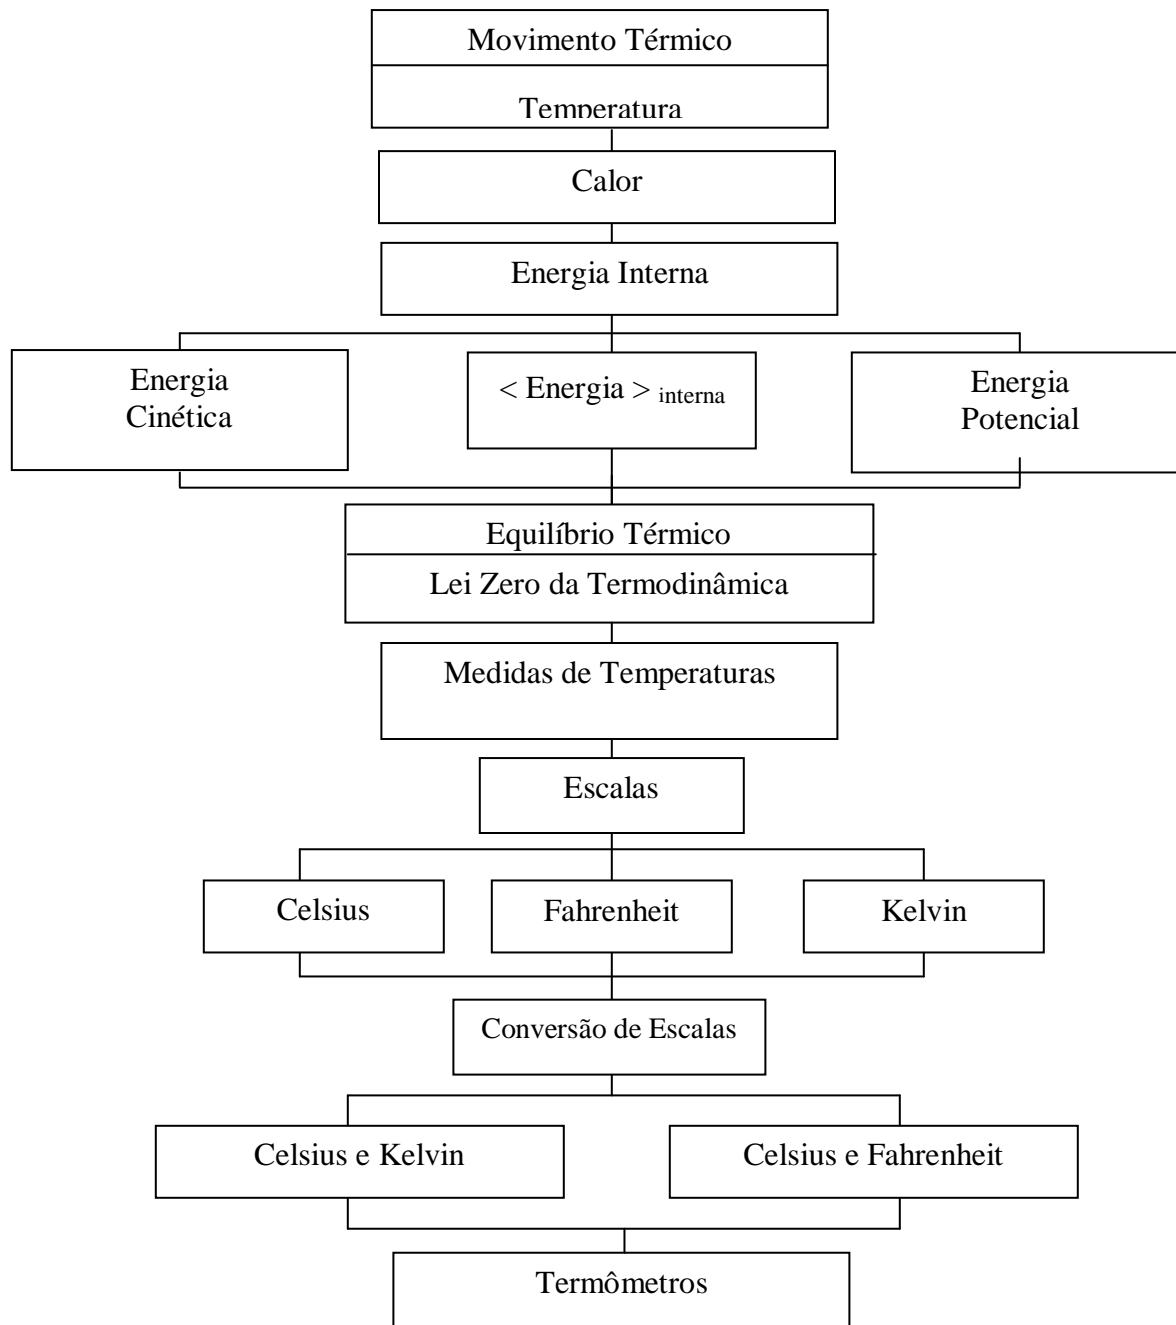 Movimento Térmico
Temperatura
Calor
Energia Interna
Energia
Cinética
< Energia > interna
Energia
Potencial
Equilíbrio Térmico
Lei Zero da Termodinâmica
Medidas de Temperaturas
Escalas
Celsius
Fahrenheit
Kelvin
Conversão de Escalas
Celsius e Kelvin
Celsius e Fahrenheit
Termômetros